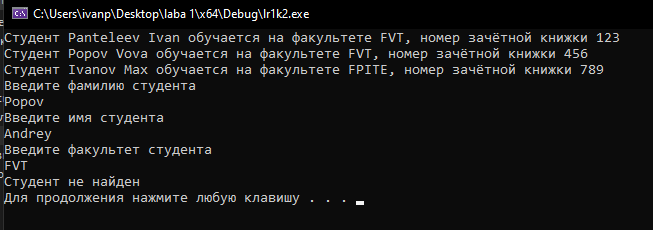 C:\Users\ivanp\Desktop\laba 1\x64\Debug\lr1k2.exe
Студент Panteleev Ivan обучается на факультете FVT, номер зачётной книжки 123
Студент Popov Vova обучается на факультете FVT, номер зачётной книжки 456
Студент Ivanov Max обучается на факультете FPITE, номер зачётной книжки 789
Введите фамилию студента
Popov
Введите имя студента
Andrey
Введите факультет студента
FVT
Студент не найден
Для продолжения нажмите любую клавишу . . .